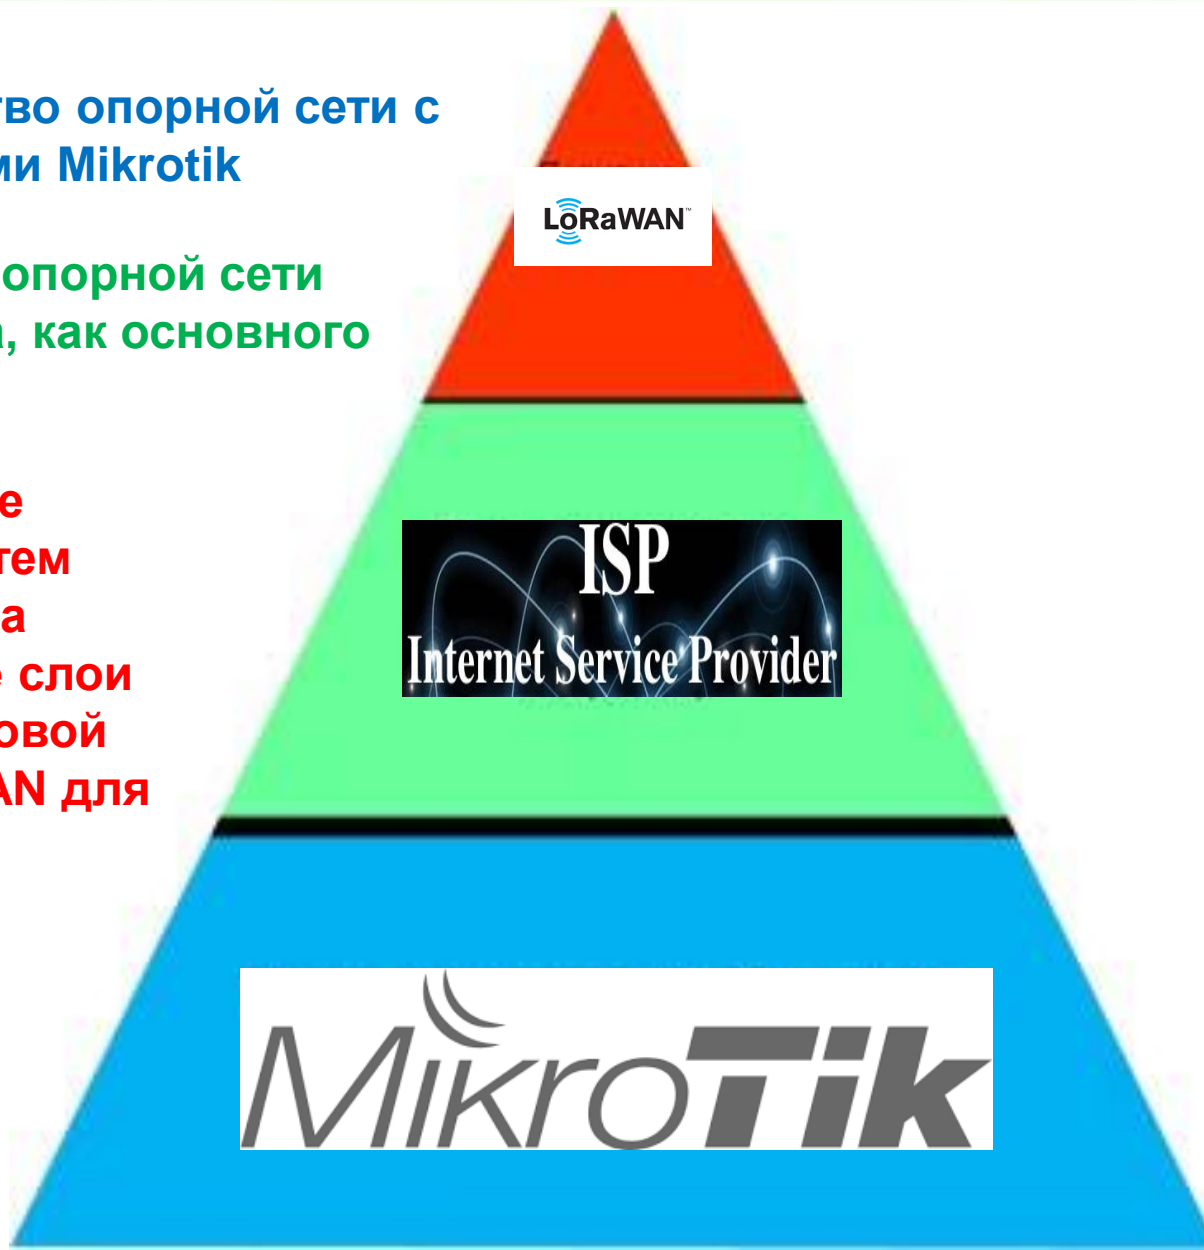 тво опорной сети с
ми Mikrotik
опорной сети
а, как основного
е
тем
а
е слои
овой
AN для
LoRaWAN™
ISP
Internet Service Provider
MikroTik